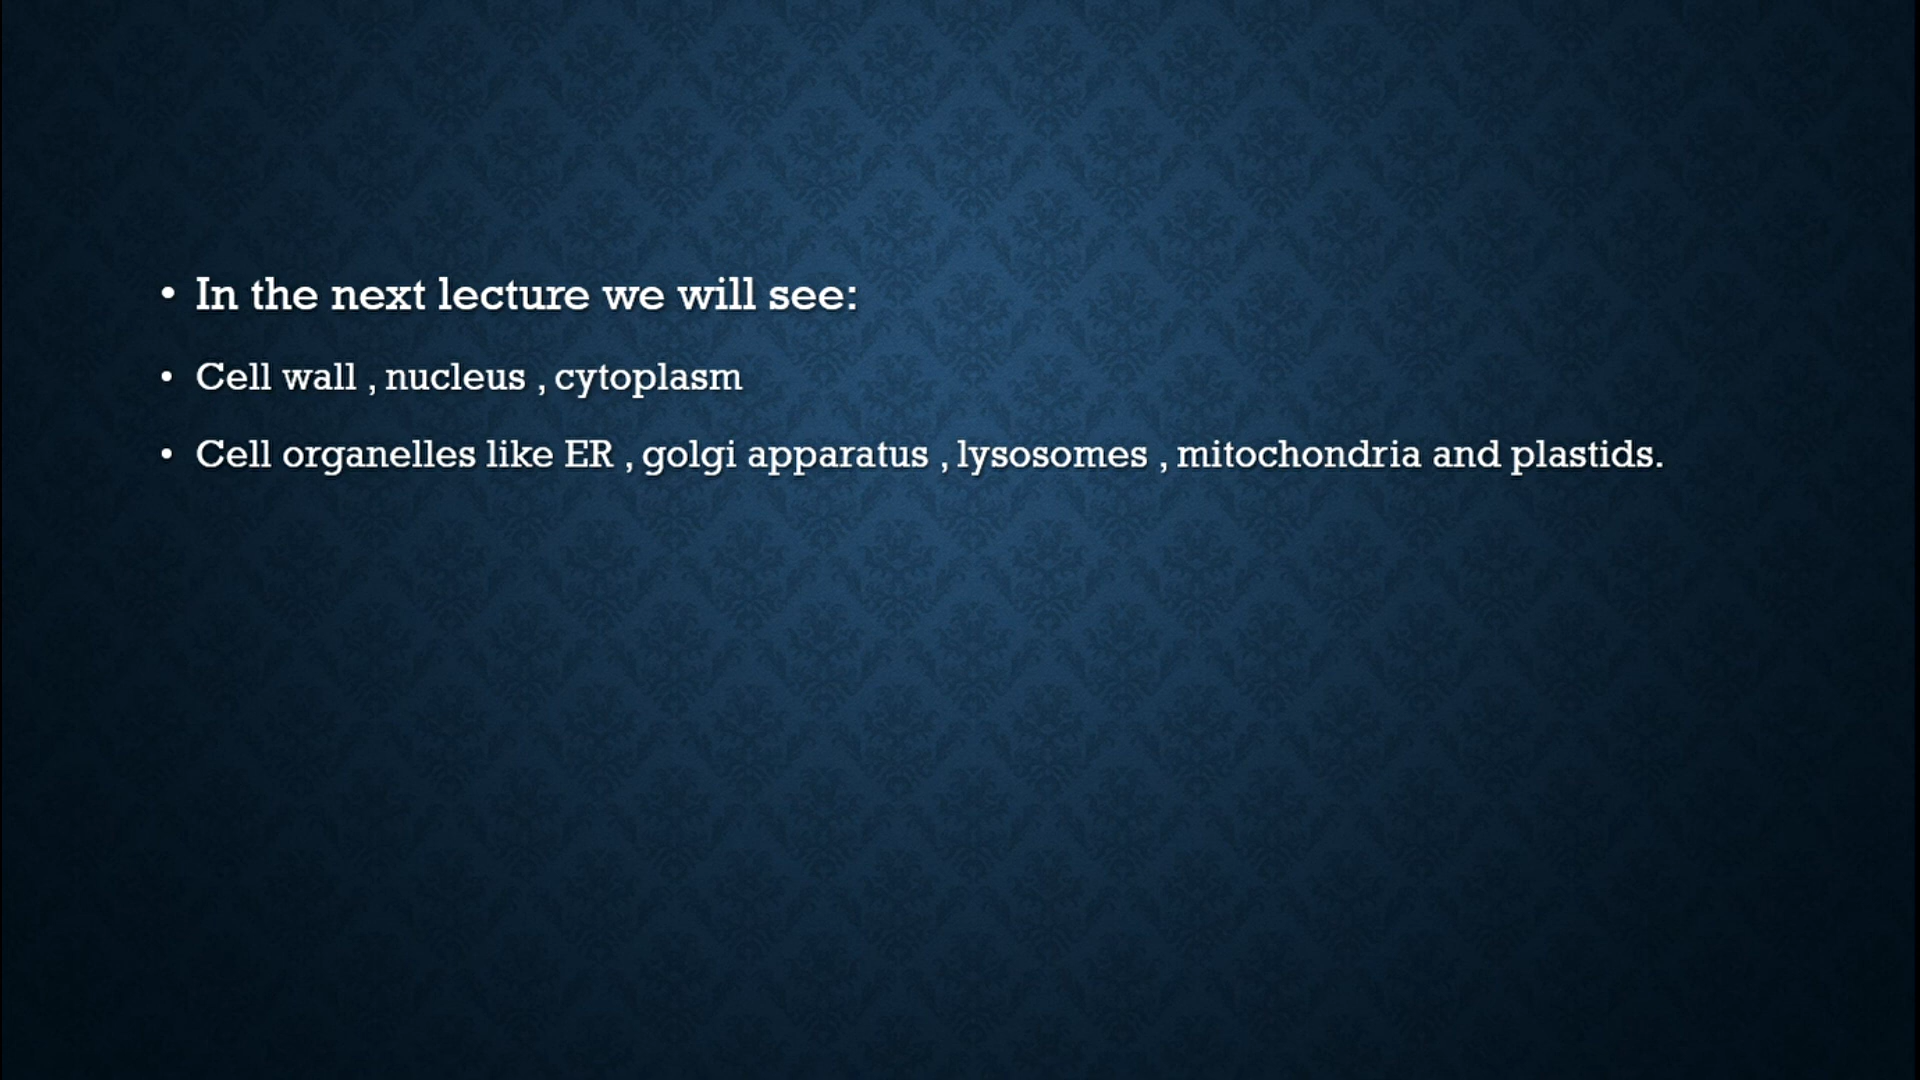 • In the next lecture we will see:
• Cell wall , nucleus , cytoplasm
• Cell organelles like ER , golgi apparatus , lysosomes , mitochondria and plastids.